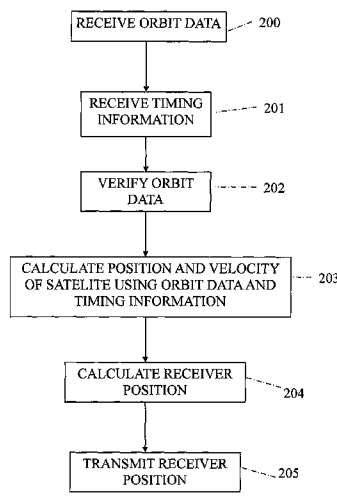 RECEIVE ORBIT DATA
200
RECEIVE TIMING
INFORMATION
201
VERIFY ORBIT
DATA
202
CALCULATE POSITION AND VELOCITY
OF SATELITE USING ORBIT DATA AND
TIMING INFORMATION
203
CALCULATE RECEIVER
POSITION
204
TRANSMIT RECEIVER
POSITION
205